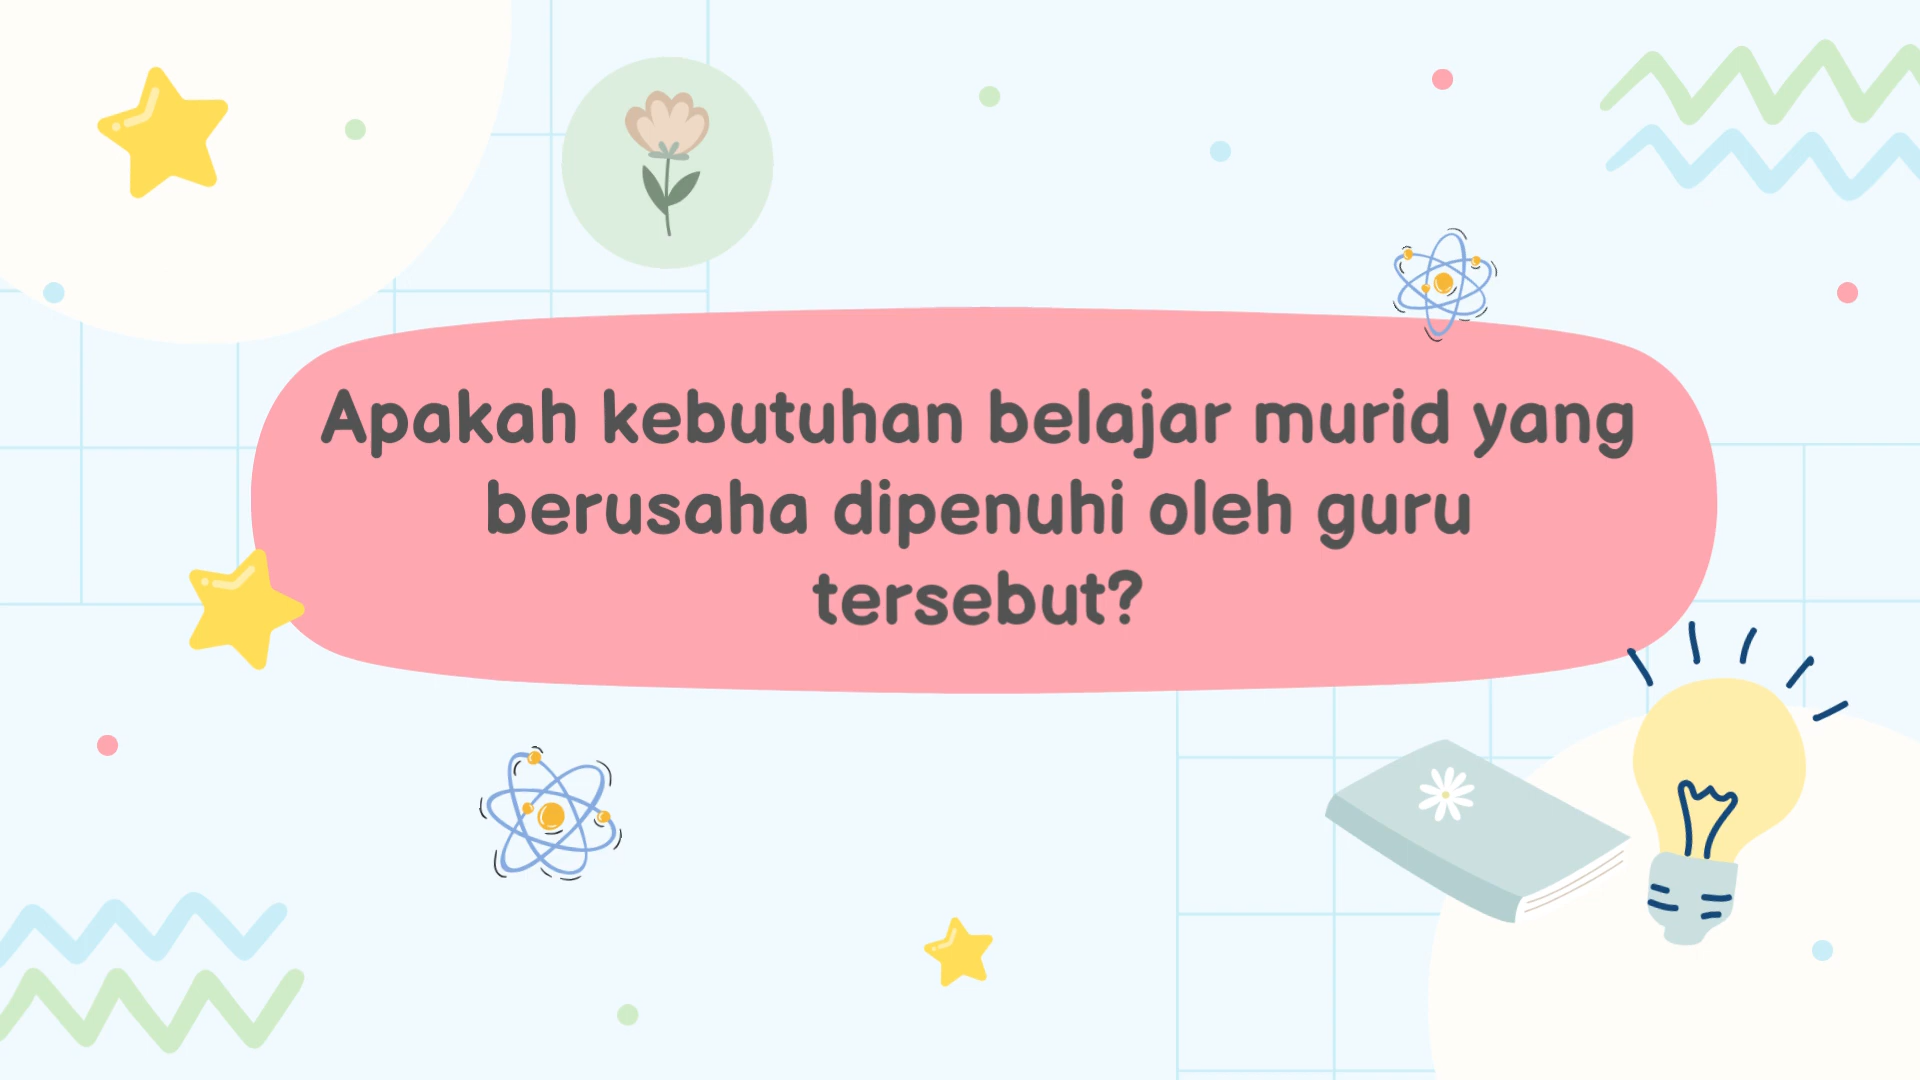 Apakah kebutuhan belajar murid yang
berusaha dipenuhi oleh guru
tersebut?